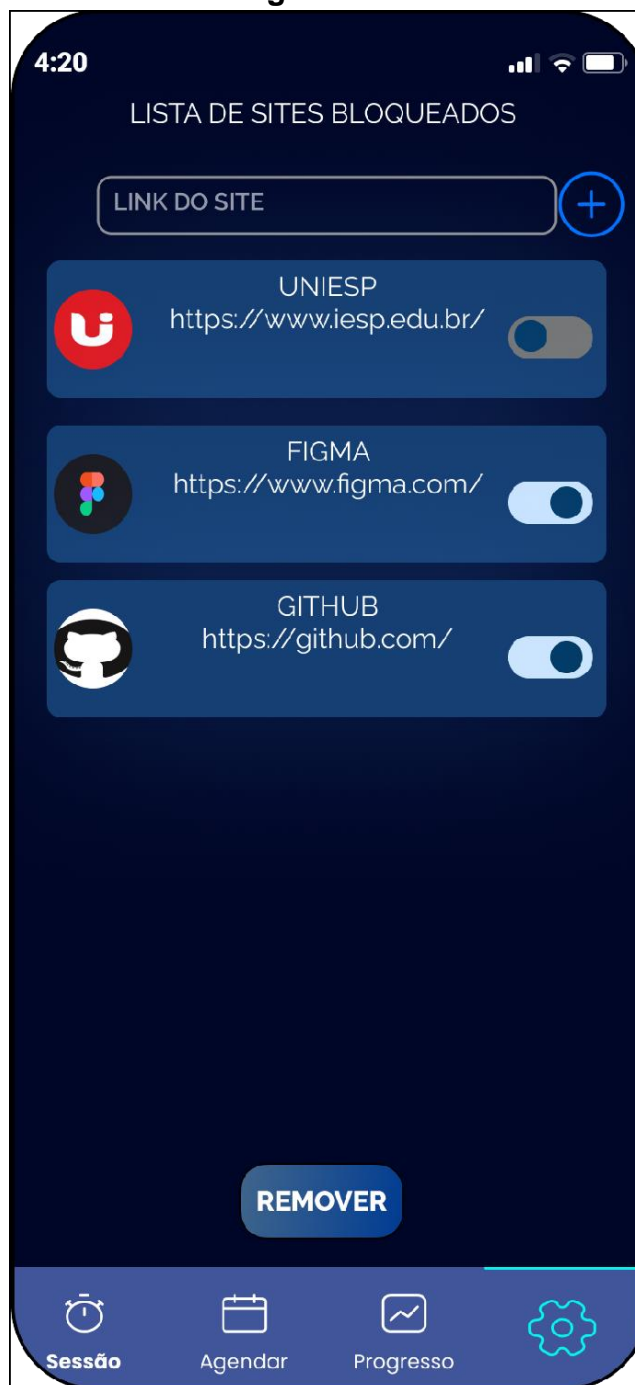 4:20
LISTA DE SITES BLOQUEADOS
LINK DO SITE
UNIESP
https://www.iesp.edu.br/
FIGMA
https://www.figma.com/
GITHUB
https://github.com/
REMOVER
Sessão
Agendar
Progresso